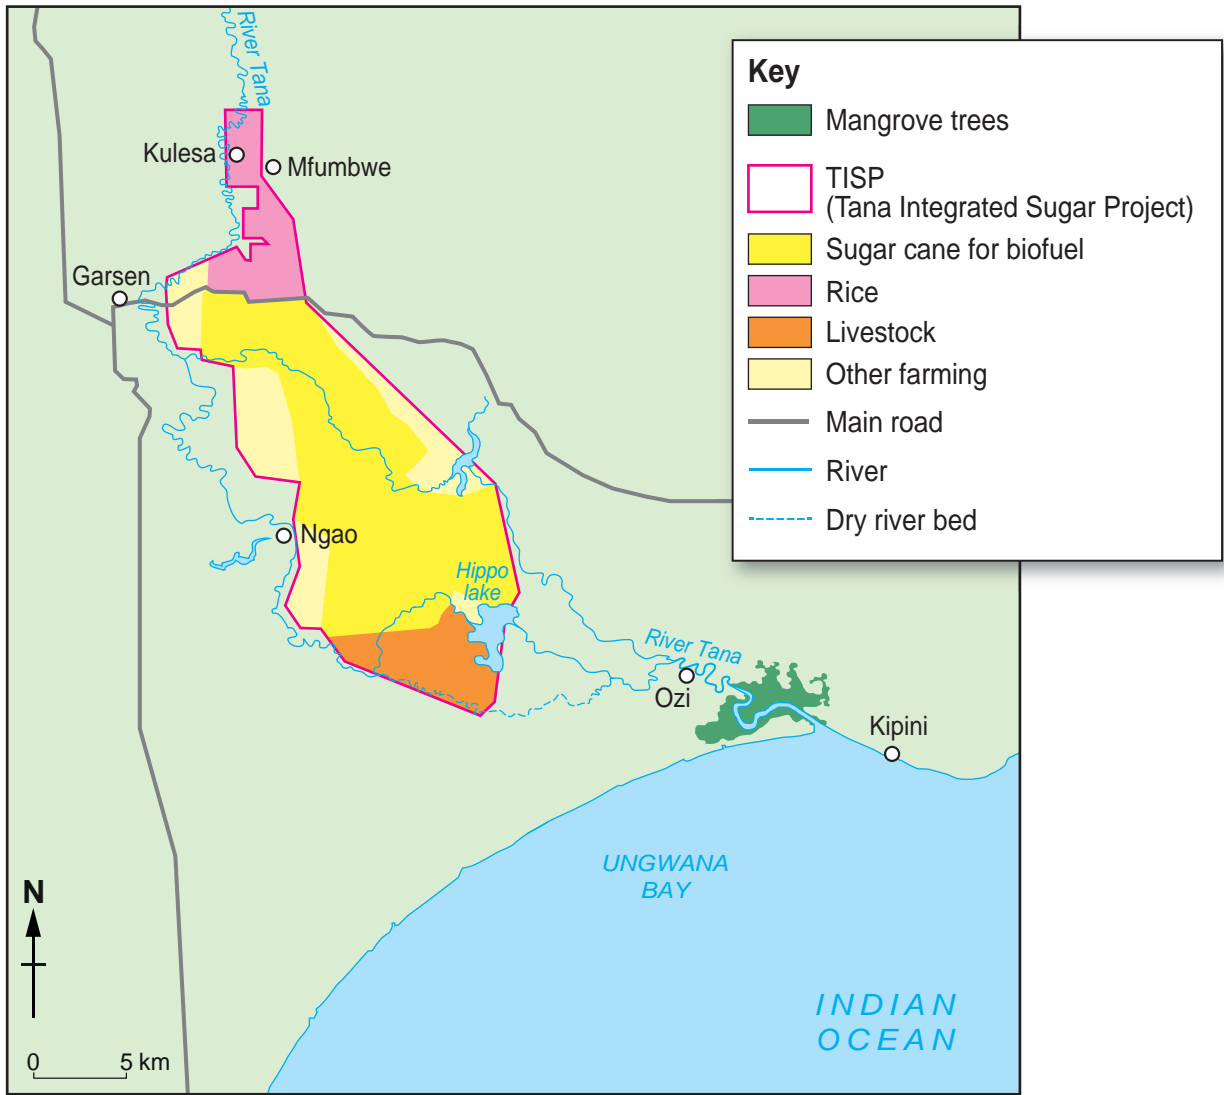 River Tana
Kulesa
Mfumbwe
Garsen
Ngao
Hippo
lake
River Tana
Ozi
Kipini
UNGWANA
BAY
INDIAN
OCEAN
N
0 5 km
Key
Mangrove trees
TISP
(Tana Integrated Sugar Project)
Sugar cane for biofuel
Rice
Livestock
Other farming
Main road
River
Dry river bed